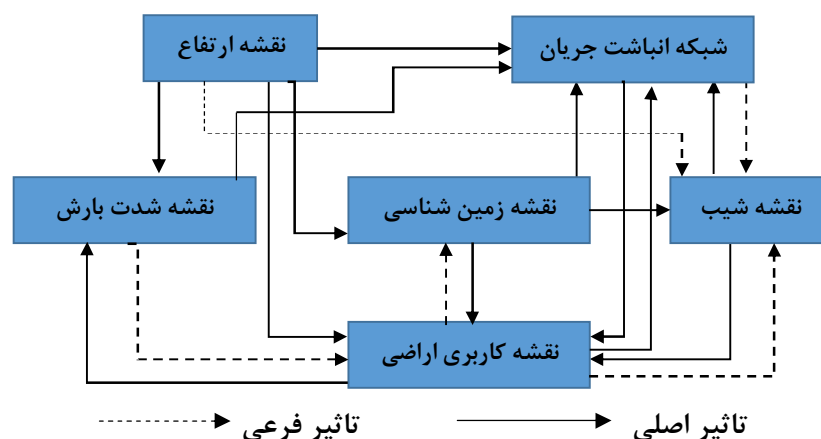 شبکه انباشت جریان
نقشه ارتفاع
نقشه شیب
نقشه زمین شناسی
نقشه شدت بارش
نقشه کاربری اراضی
تاثیر اصلی
تاثیر فرعی